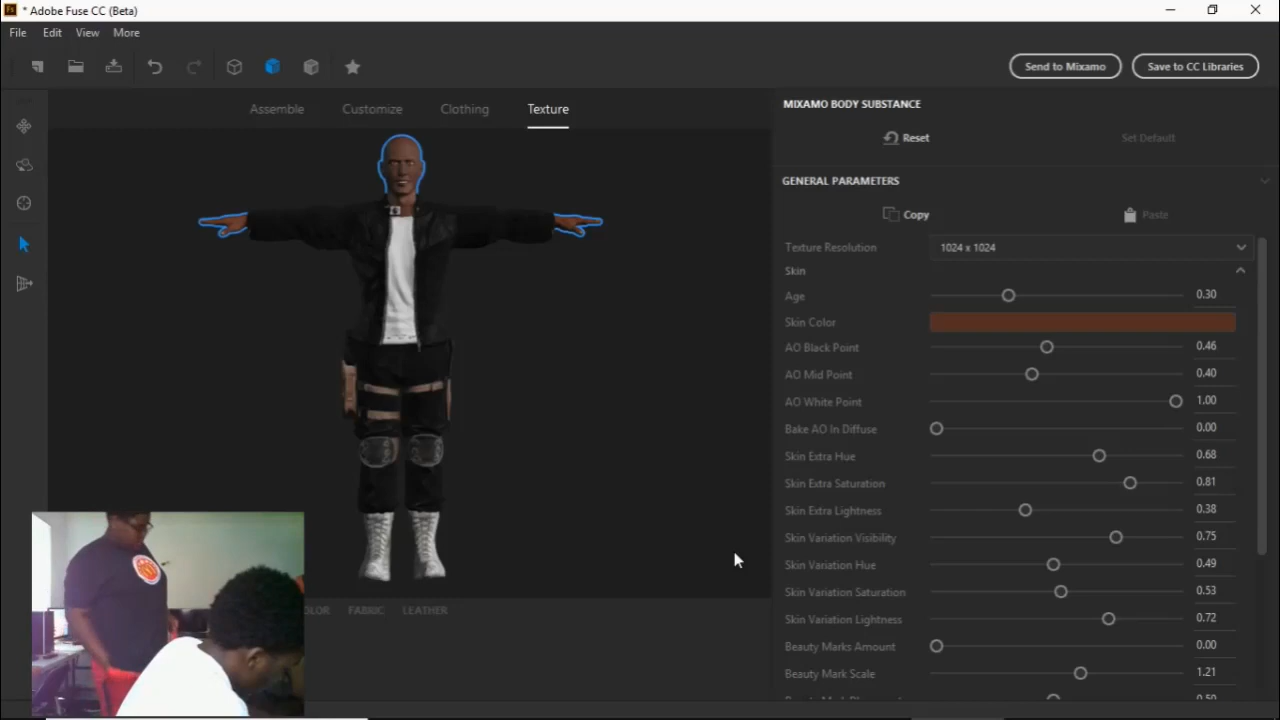 Fs * Adobe Fuse CC (Beta)
File Edit View More
Send to Mixamo Save to CC Libraries
Assemble Customize Clothing Texture
MIXAMO BODY SUBSTANCE
Reset Set Default
GENERAL PARAMETERS
Copy Paste
Texture Resolution 1024 x 1024
Skin
Age 0.30
Skin Color
AO Black Point 0.46
AO Mid Point 0.40
AO White Point 1.00
Bake AO In Diffuse 0.00
Skin Extra Hue 0.68
Skin Extra Saturation 0.81
Skin Extra Lightness 0.38
Skin Variation Visibility 0.75
Skin Variation Hue 0.49
Skin Variation Saturation 0.53
Skin Variation Lightness 0.72
Beauty Marks Amount 0.00
Beauty Mark Scale 1.21
OLOR FABRIC LEATHER